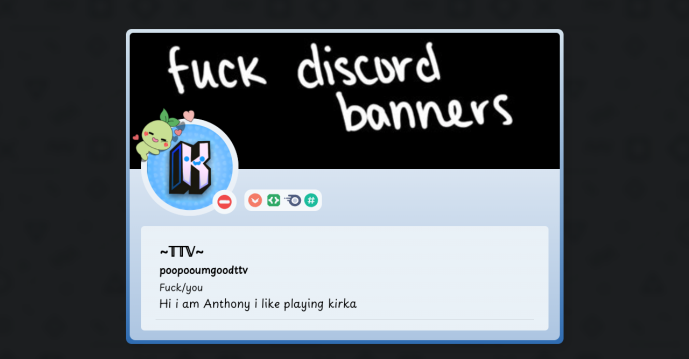 fuck discord
banners
~𝕋𝕋𝕍~
poopooumgoodttv
Fuck/you
Hi i am Anthony i like playing kirka